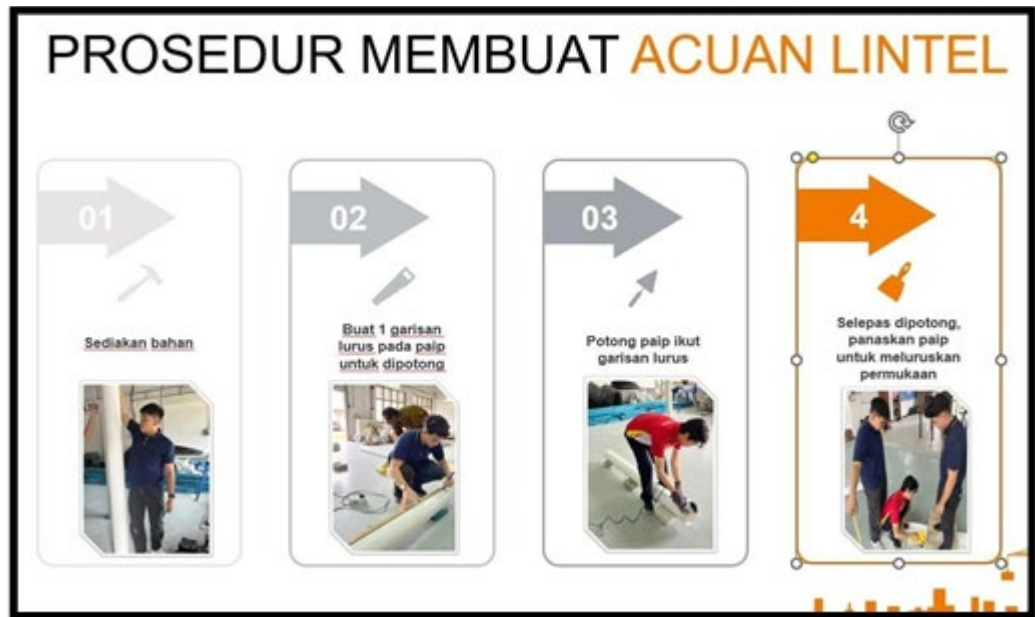 PROSEDUR MEMBUAT ACUAN LINTEL
01
Sediakan bahan
02
Buat 1 garisan
lurus pada paip
untuk dipotong
03
Potong paip ikut
garisan lurus
4
Selepas dipotong,
panaskan paip
untuk meluruskan
permukaan